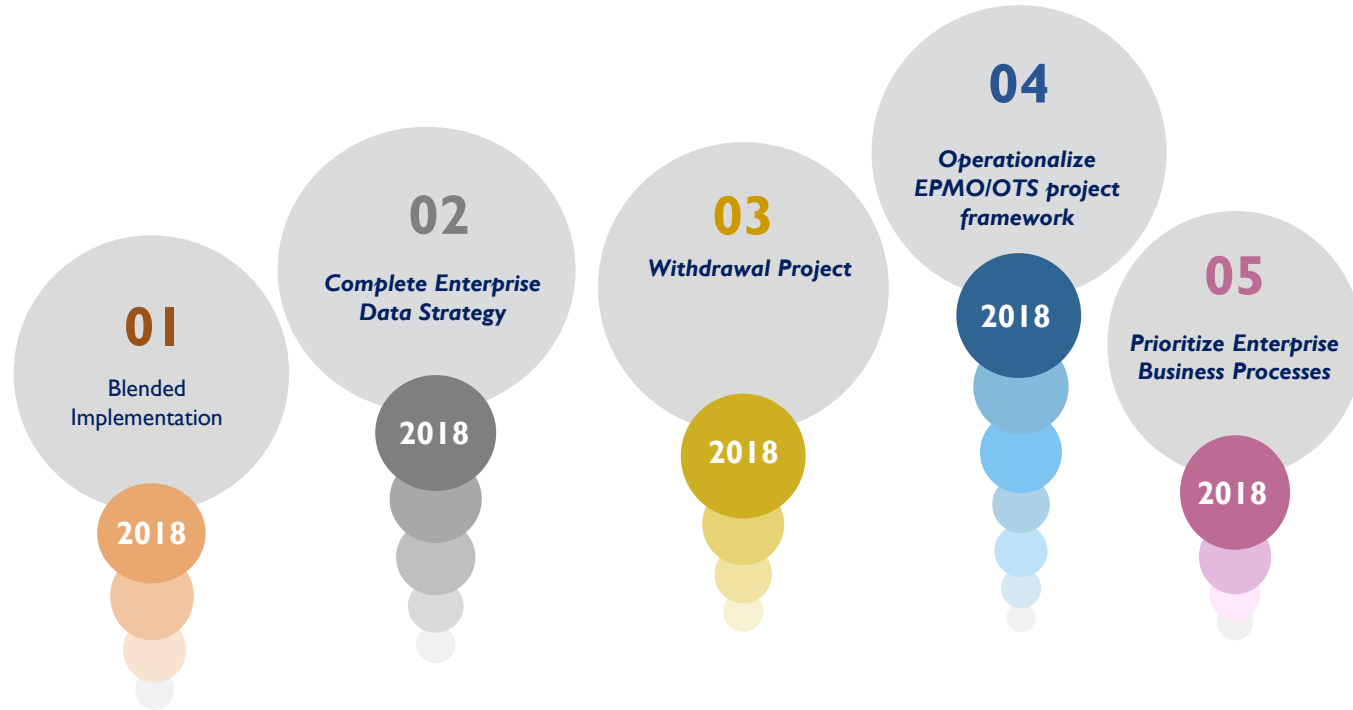 01
Blended
Implementation
2018
02
Complete Enterprise
Data Strategy
2018
03
Withdrawal Project
2018
04
Operationalize
EPMO/OTS project
framework
2018
05
Prioritize Enterprise
Business Processes
2018